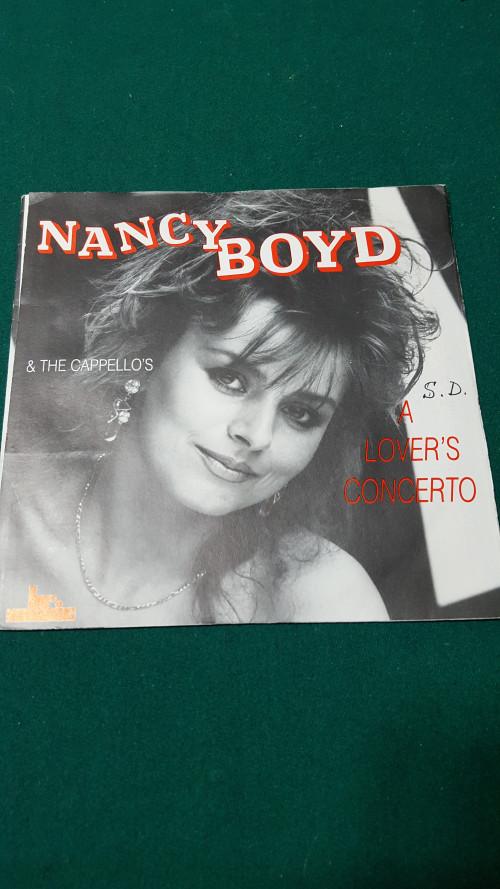 NANCY BOYD
& THE CAPPELLO'S
S.D.
A
LOVER'S
CONCERTO